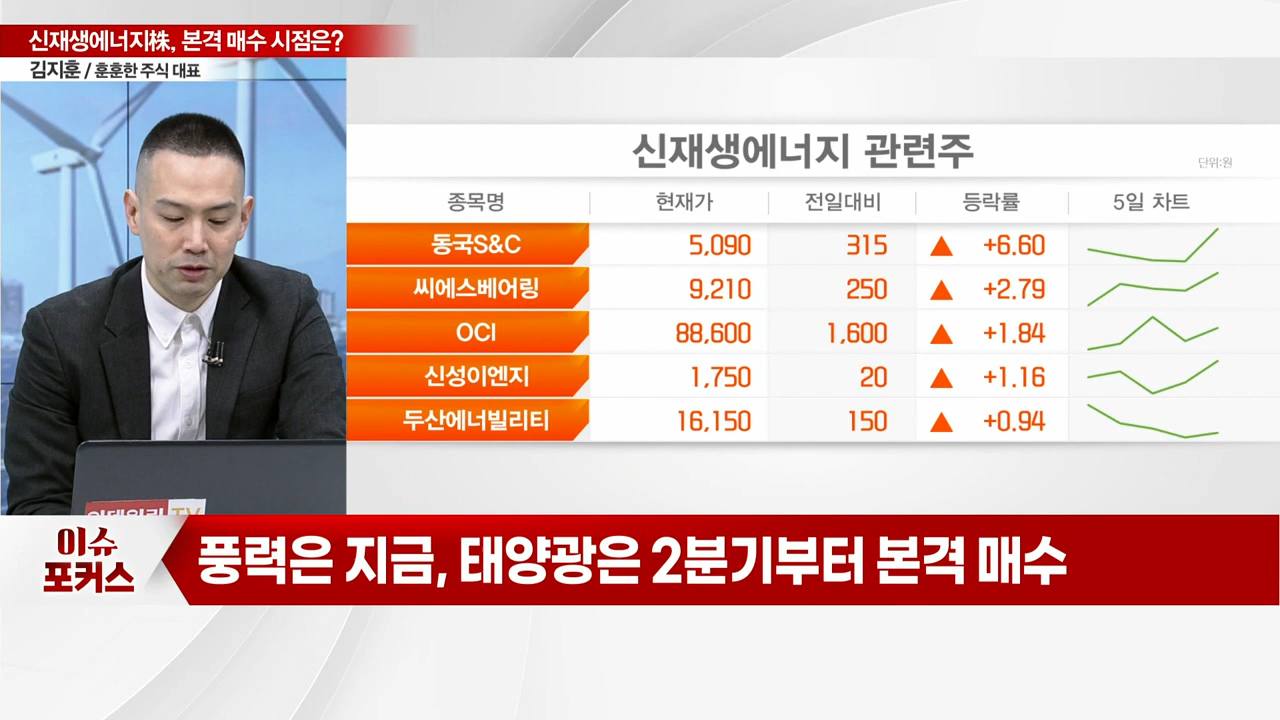 신재생에너지株, 본격 매수 시점은?
김지훈 / 훈훈한 주식 대표
신재생에너지 관련주
단위:원
종목명 현재가 전일대비 등락률 5일 차트
동국S&C 5,090 315 ▲ +6.60
씨에스베어링 9,210 250 ▲ +2.79
OCI 88,600 1,600 ▲ +1.84
신성이엔지 1,750 20 ▲ +1.16
두산에너빌리티 16,150 150 ▲ +0.94
이데일리 TV
이슈
포커스
풍력은 지금, 태양광은 2분기부터 본격 매수